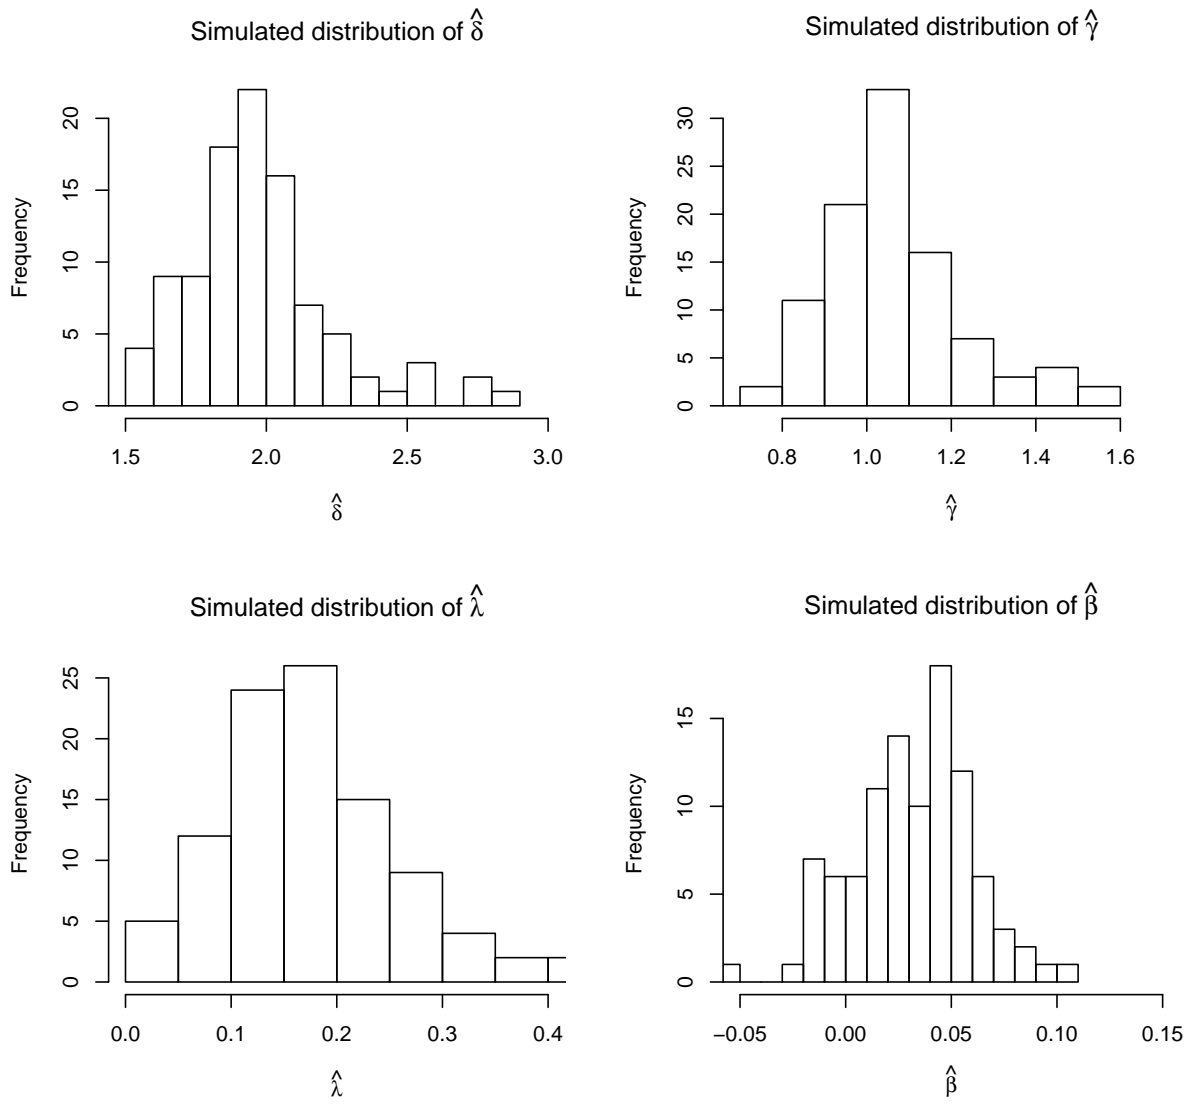 Simulated distribution of δ̂
Frequency
0 5 10 15 20
1.5 2.0 2.5 3.0
δ̂
Simulated distribution of γ̂
Frequency
0 5 10 15 20 25 30
0.8 1.0 1.2 1.4 1.6
γ̂
Simulated distribution of λ̂
Frequency
0 5 10 15 20 25
0.0 0.1 0.2 0.3 0.4
λ̂
Simulated distribution of β̂
Frequency
0 5 10 15
−0.05 0.00 0.05 0.10 0.15
β̂